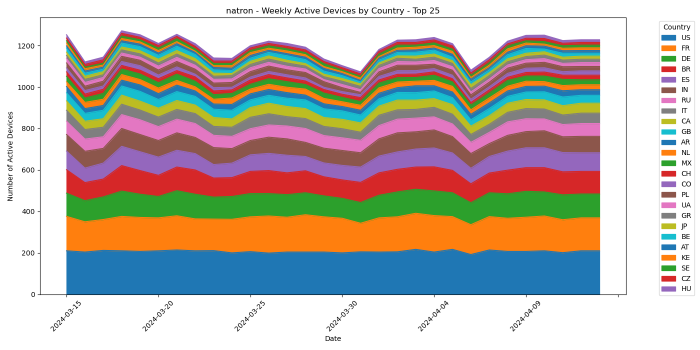 natron - Weekly Active Devices by Country - Top 25
Number of Active Devices
1200
1000
800
600
400
200
0
2024-03-15
2024-03-20
2024-03-25
2024-03-30
2024-04-04
2024-04-09
Date
Country
US
FR
DE
BR
ES
IN
RU
IT
CA
GB
AR
NL
MX
CH
CO
PL
UA
GR
JP
BE
AT
KE
SE
CZ
HU